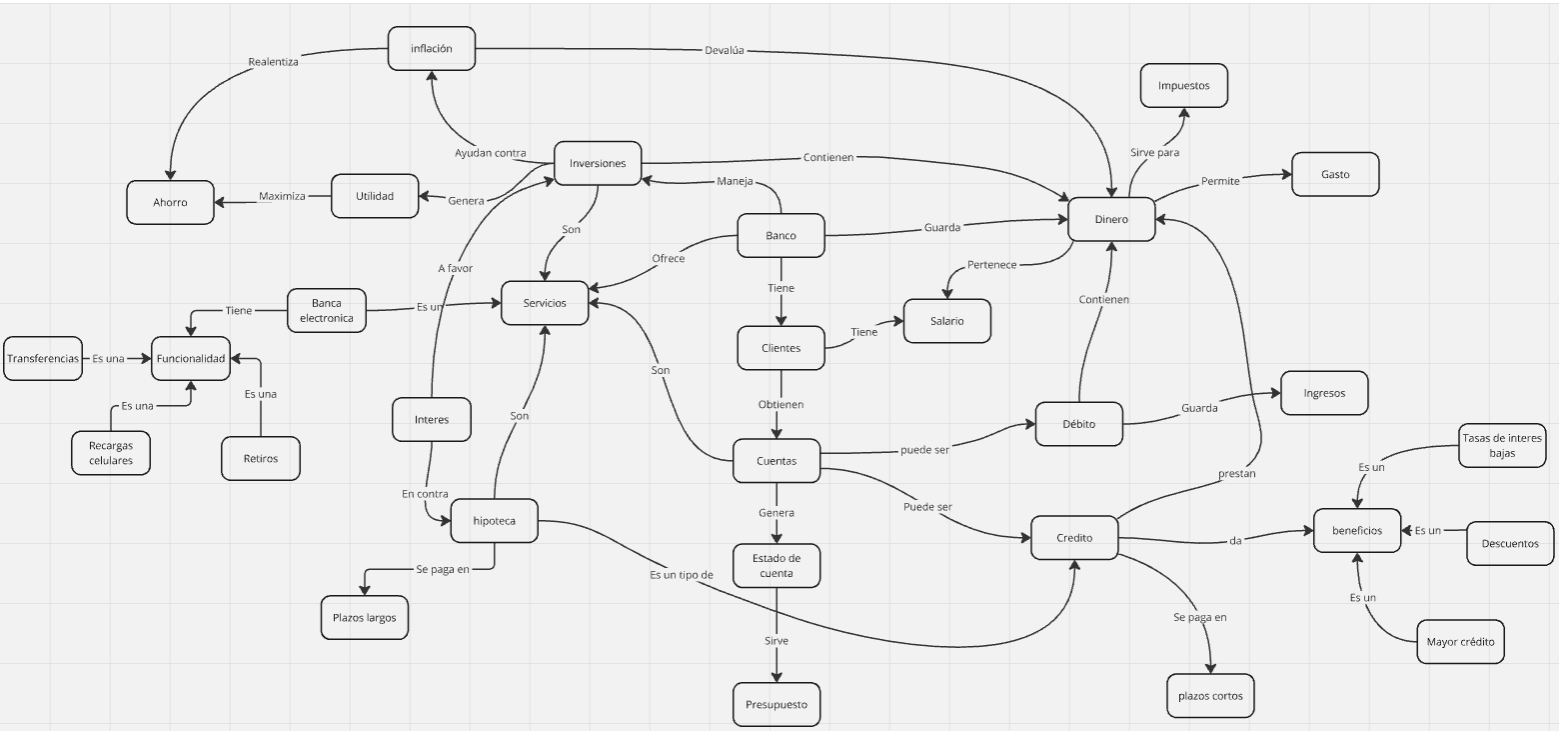 inflación
Devalúa
Realentiza
Impuestos
Ayudan contra
Inversiones
Contienen
Sirve para
Gasto
Permite
Maneja
Ahorro
Maximiza
Utilidad
Genera
Son
Banco
Guarda
Dinero
Ofrece
A favor
Pertenece
Tiene
Servicios
Contienen
Banca
electronica
Es un
Tiene
Salario
Tiene
Clientes
Transferencias
Es una
Funcionalidad
Son
Es una
Es una
Obtienen
Ingresos
Guarda
Débito
Interes
Son
Recargas
celulares
Retiros
puede ser
Cuentas
Tasas de interes
bajas
Es un
prestan
En contra
hipoteca
Genera
Puede ser
Credito
da
beneficios
Es un
Descuentos
Se paga en
Es un tipo de
Estado de
cuenta
Es un
Plazos largos
Se paga en
Sirve
Mayor crédito
Presupuesto
plazos cortos